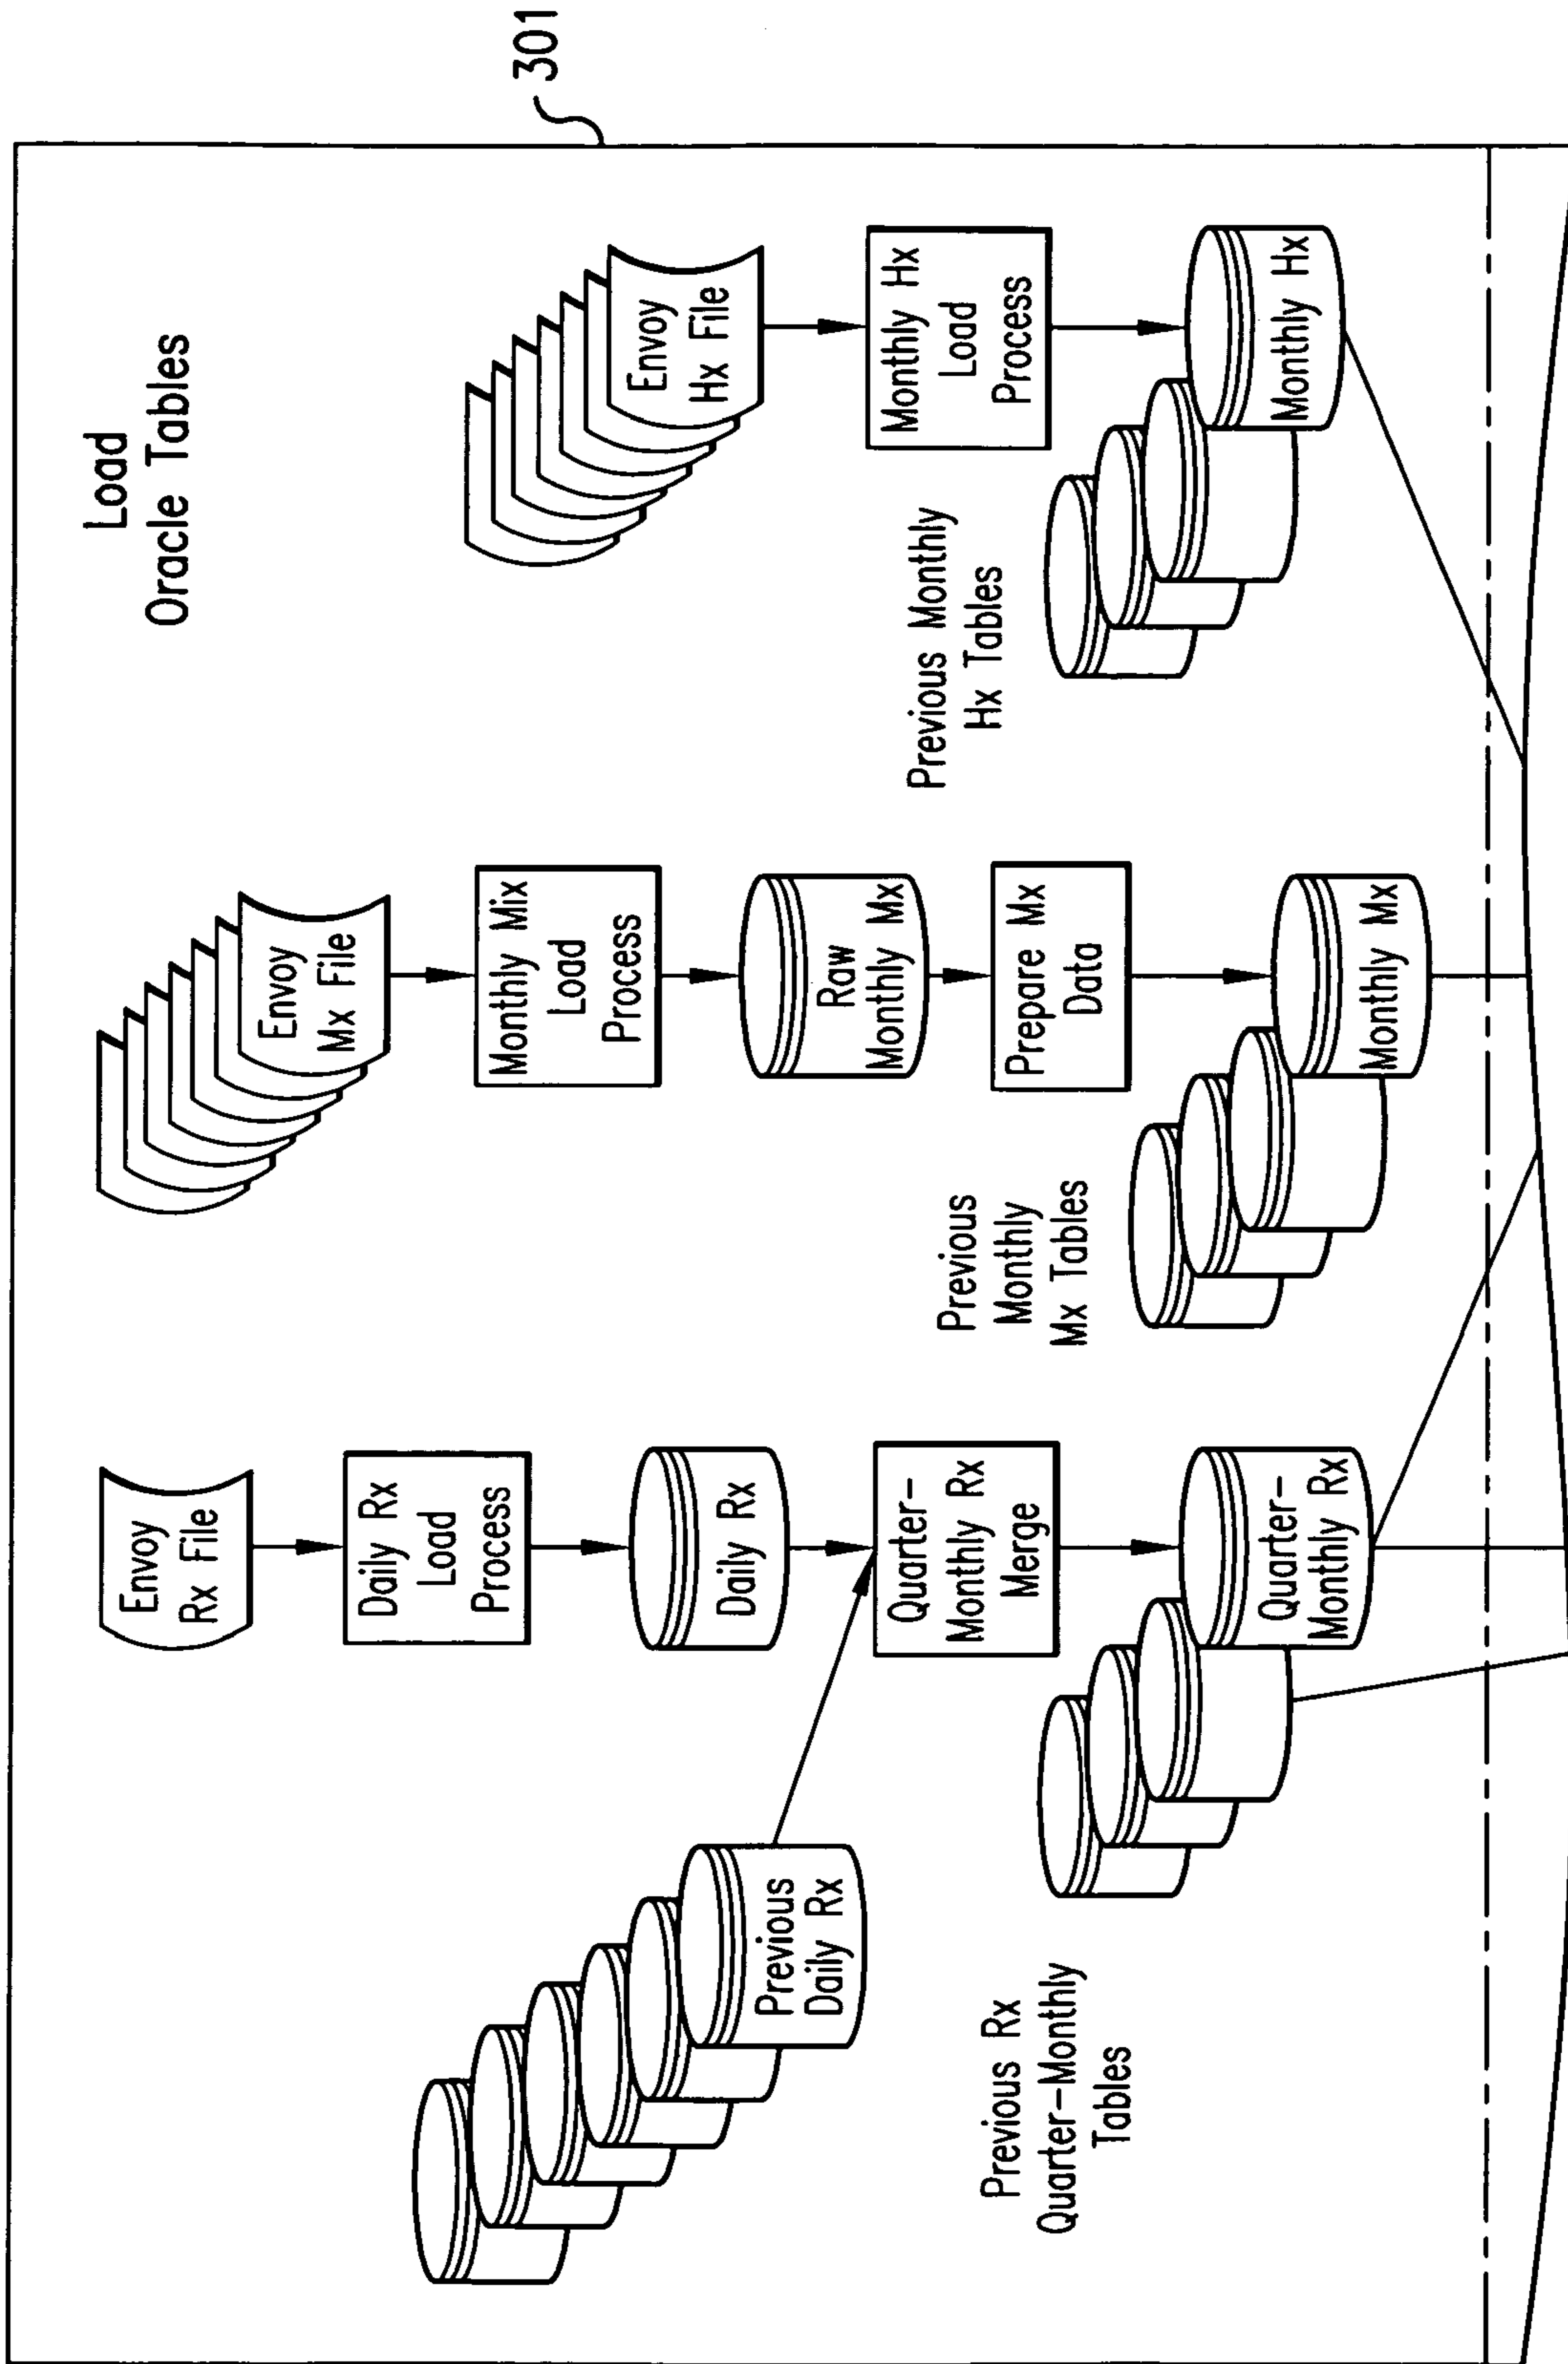 Load
Oracle Tables
301
Envoy
Rx File
Daily Rx
Load
Process
Daily Rx
Previous
Daily Rx
Quarter-
Monthly Rx
Merge
Quarter-
Monthly Rx
Previous Rx
Quarter-Monthly
Tables
Envoy
Mx File
Monthly Mix
Load
Process
Raw
Monthly Mx
Prepare Mx
Data
Monthly Mx
Previous
Monthly
Mx Tables
Envoy
Hx File
Monthly Hx
Load
Process
Monthly Hx
Previous Monthly
Hx Tables